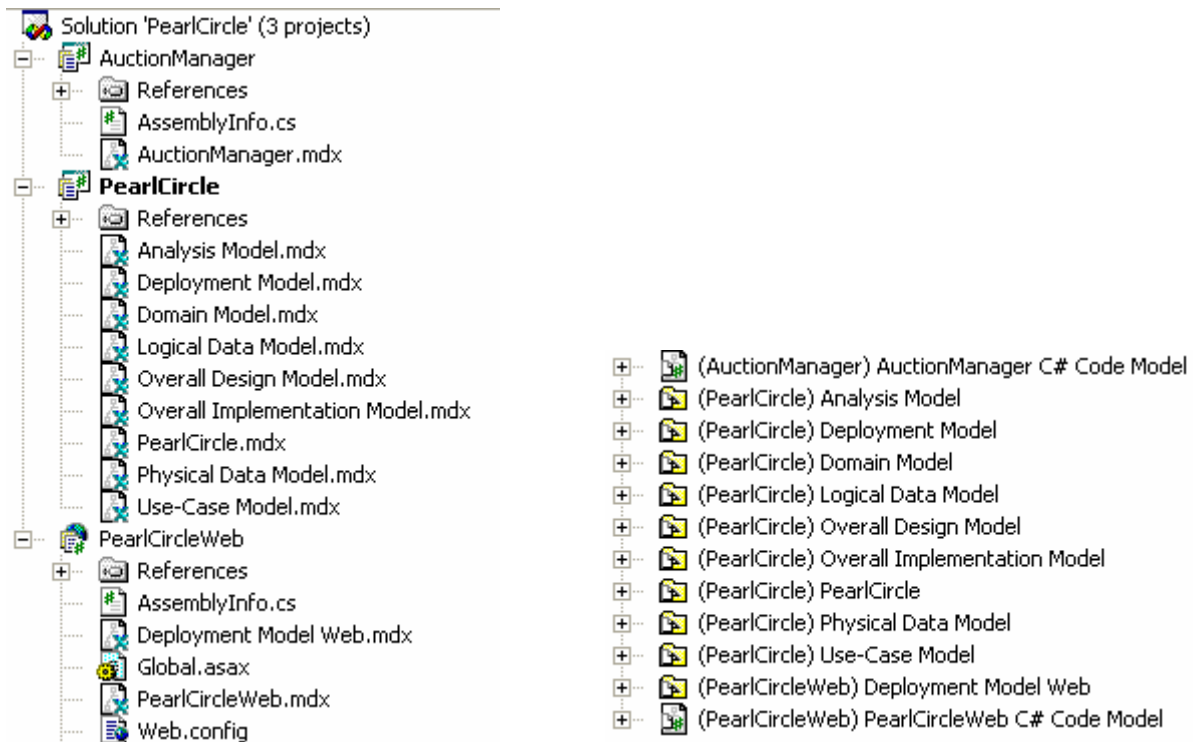 Solution 'PearlCircle' (3 projects)
AuctionManager
References
AssemblyInfo.cs
AuctionManager.mdx
PearlCircle
References
Analysis Model.mdx
Deployment Model.mdx
Domain Model.mdx
Logical Data Model.mdx
Overall Design Model.mdx
Overall Implementation Model.mdx
PearlCircle.mdx
Physical Data Model.mdx
Use-Case Model.mdx
PearlCircleWeb
References
AssemblyInfo.cs
Deployment Model Web.mdx
Global.asax
PearlCircleWeb.mdx
Web.config
(AuctionManager) AuctionManager C# Code Model
(PearlCircle) Analysis Model
(PearlCircle) Deployment Model
(PearlCircle) Domain Model
(PearlCircle) Logical Data Model
(PearlCircle) Overall Design Model
(PearlCircle) Overall Implementation Model
(PearlCircle) PearlCircle
(PearlCircle) Physical Data Model
(PearlCircle) Use-Case Model
(PearlCircleWeb) Deployment Model Web
(PearlCircleWeb) PearlCircleWeb C# Code Model